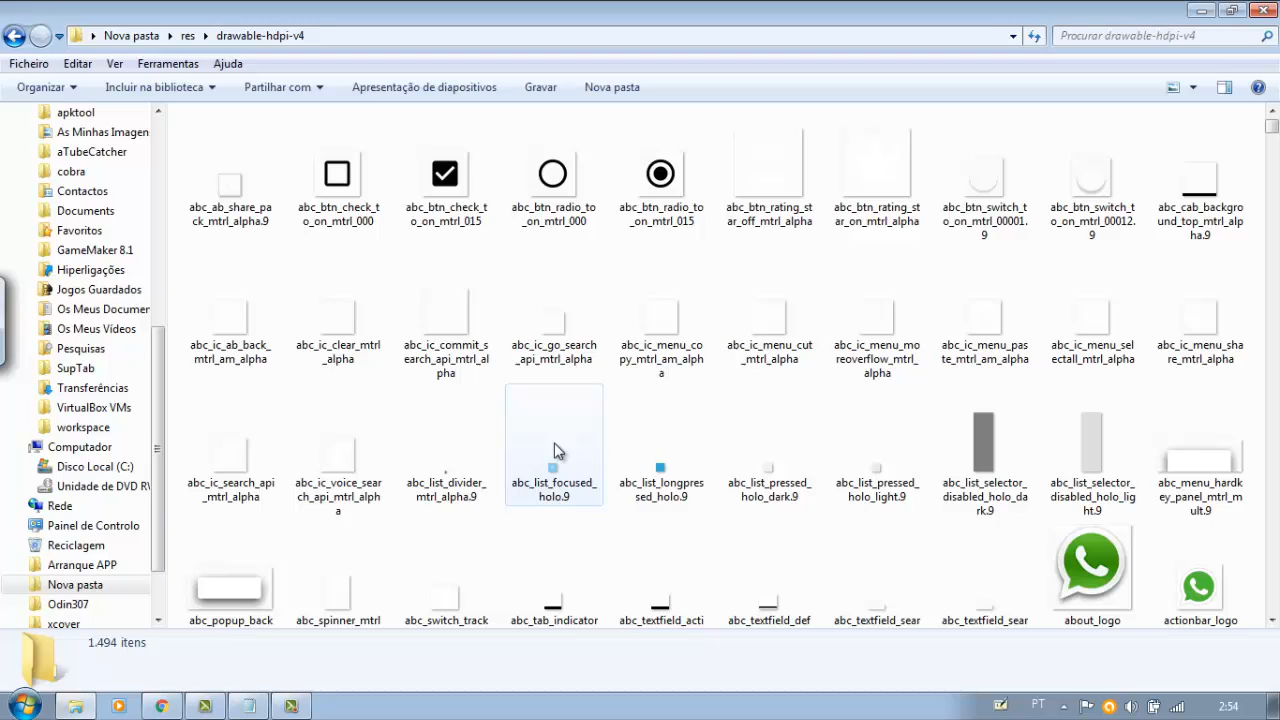 Nova pasta res drawable-hdpi-v4
Procurar drawable-hdpi-v4
Ficheiro Editar Ver Ferramentas Ajuda
Organizar Incluir na biblioteca Partilhar com Apresentação de diapositivos Gravar Nova pasta
apktool
As Minhas Imagen
aTubeCatcher
cobra
Contactos
Documents
Favoritos
GameMaker 8.1
Hiperligações
Jogos Guardados
Os Meus Documen
Os Meus Vídeos
Pesquisas
SupTab
Transferências
VirtualBox VMs
workspace
Computador
Disco Local (C:)
Unidade de DVD RV
Rede
Painel de Controlo
Reciclagem
Arranque APP
Nova pasta
Odin307
xcover
abc_ab_share_pa
ck_mtrl_alpha.9
abc_btn_check_t
o_on_mtrl_000
abc_btn_check_t
o_on_mtrl_015
abc_btn_radio_to
_on_mtrl_000
abc_btn_radio_to
_on_mtrl_015
abc_btn_rating_st
ar_off_mtrl_alpha
abc_btn_rating_st
ar_on_mtrl_alpha
abc_btn_switch_t
o_on_mtrl_00001.
9
abc_btn_switch_t
o_on_mtrl_00012.
9
abc_cab_backgro
und_top_mtrl_alp
ha.9
abc_ic_ab_back_
mtrl_am_alpha
abc_ic_clear_mtrl
_alpha
abc_ic_commit_s
earch_api_mtrl_al
pha
abc_ic_go_search
_api_mtrl_alpha
abc_ic_menu_co
py_mtrl_am_alph
a
abc_ic_menu_cut
_mtrl_alpha
abc_ic_menu_mo
reoverflow_mtrl_
alpha
abc_ic_menu_pas
te_mtrl_am_alpha
abc_ic_menu_sel
ectall_mtrl_alpha
abc_ic_menu_sha
re_mtrl_alpha
abc_ic_search_api
_mtrl_alpha
abc_ic_voice_sear
ch_api_mtrl_alph
a
abc_list_divider_
mtrl_alpha.9
abc_list_focused_
holo.9
abc_list_longpres
sed_holo.9
abc_list_pressed_
holo_dark.9
abc_list_pressed_
holo_light.9
abc_list_selector_
disabled_holo_da
rk.9
abc_list_selector_
disabled_holo_lig
ht.9
abc_menu_hardk
ey_panel_mtrl_m
ult.9
abc_popup_back
abc_spinner_mtrl
abc_switch_track
abc_tab_indicator
abc_textfield_acti
abc_textfield_def
abc_textfield_sear
abc_textfield_sear
about_logo
actionbar_logo
1.494 itens
PT
2:54